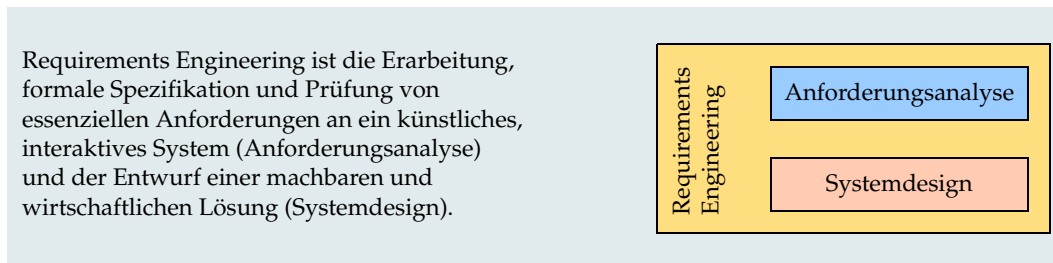 Requirements Engineering ist die Erarbeitung,
formale Spezifikation und Prüfung von
essenziellen Anforderungen an ein künstliches,
interaktives System (Anforderungsanalyse)
und der Entwurf einer machbaren und
wirtschaftlichen Lösung (Systemdesign).
Requirements
Engineering
Anforderungsanalyse
Systemdesign